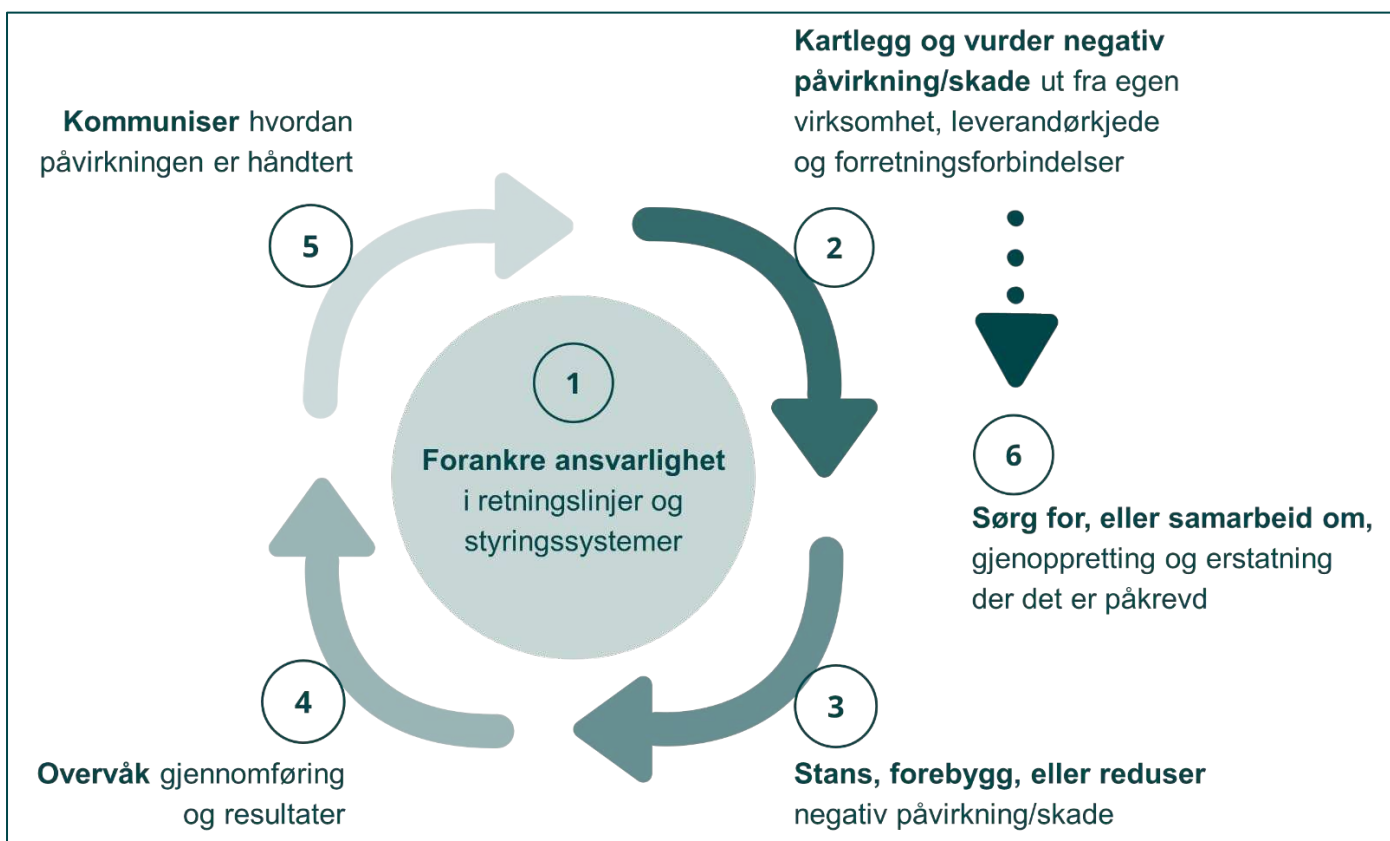 1
Forankre ansvarlighet
i retningslinjer og
styringssystemer
2
Kartlegg og vurder negativ
påvirkning/skade ut fra egen
virksomhet, leverandørkjede
og forretningsforbindelser
3
Stans, forebygg, eller reduser
negativ påvirkning/skade
4
Overvåk gjennomføring
og resultater
5
Kommuniser hvordan
påvirkningen er håndtert
6
Sørg for, eller samarbeid om,
gjenoppretting og erstatning
der det er påkrevd